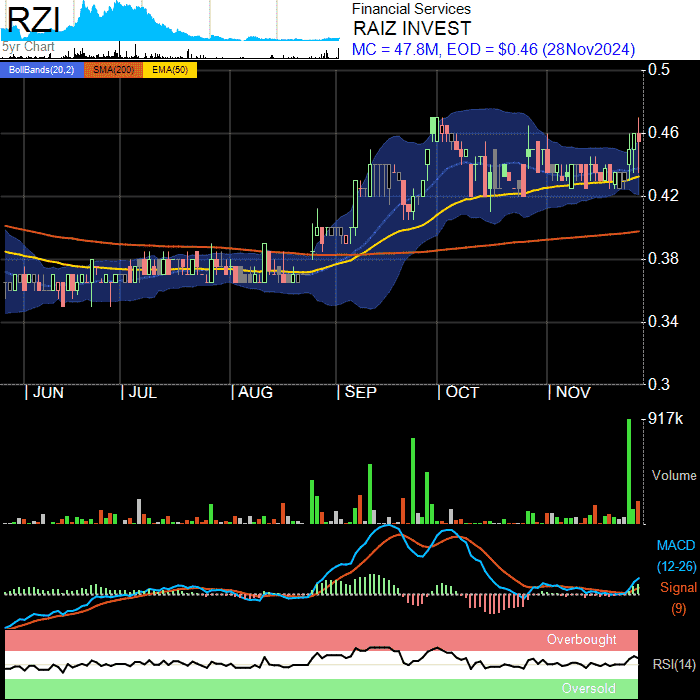 RZI
5yr Chart
Financial Services
RAIZ INVEST
MC = 47.8M, EOD = $0.46 (28Nov2024)
BollBands(20,2) SMA(200) EMA(50)
0.5
0.46
0.42
0.38
0.34
0.3
JUN JUL AUG SEP OCT NOV
917k
Volume
MACD
(12-26)
Signal
(9)
Overbought
RSI(14)
Oversold